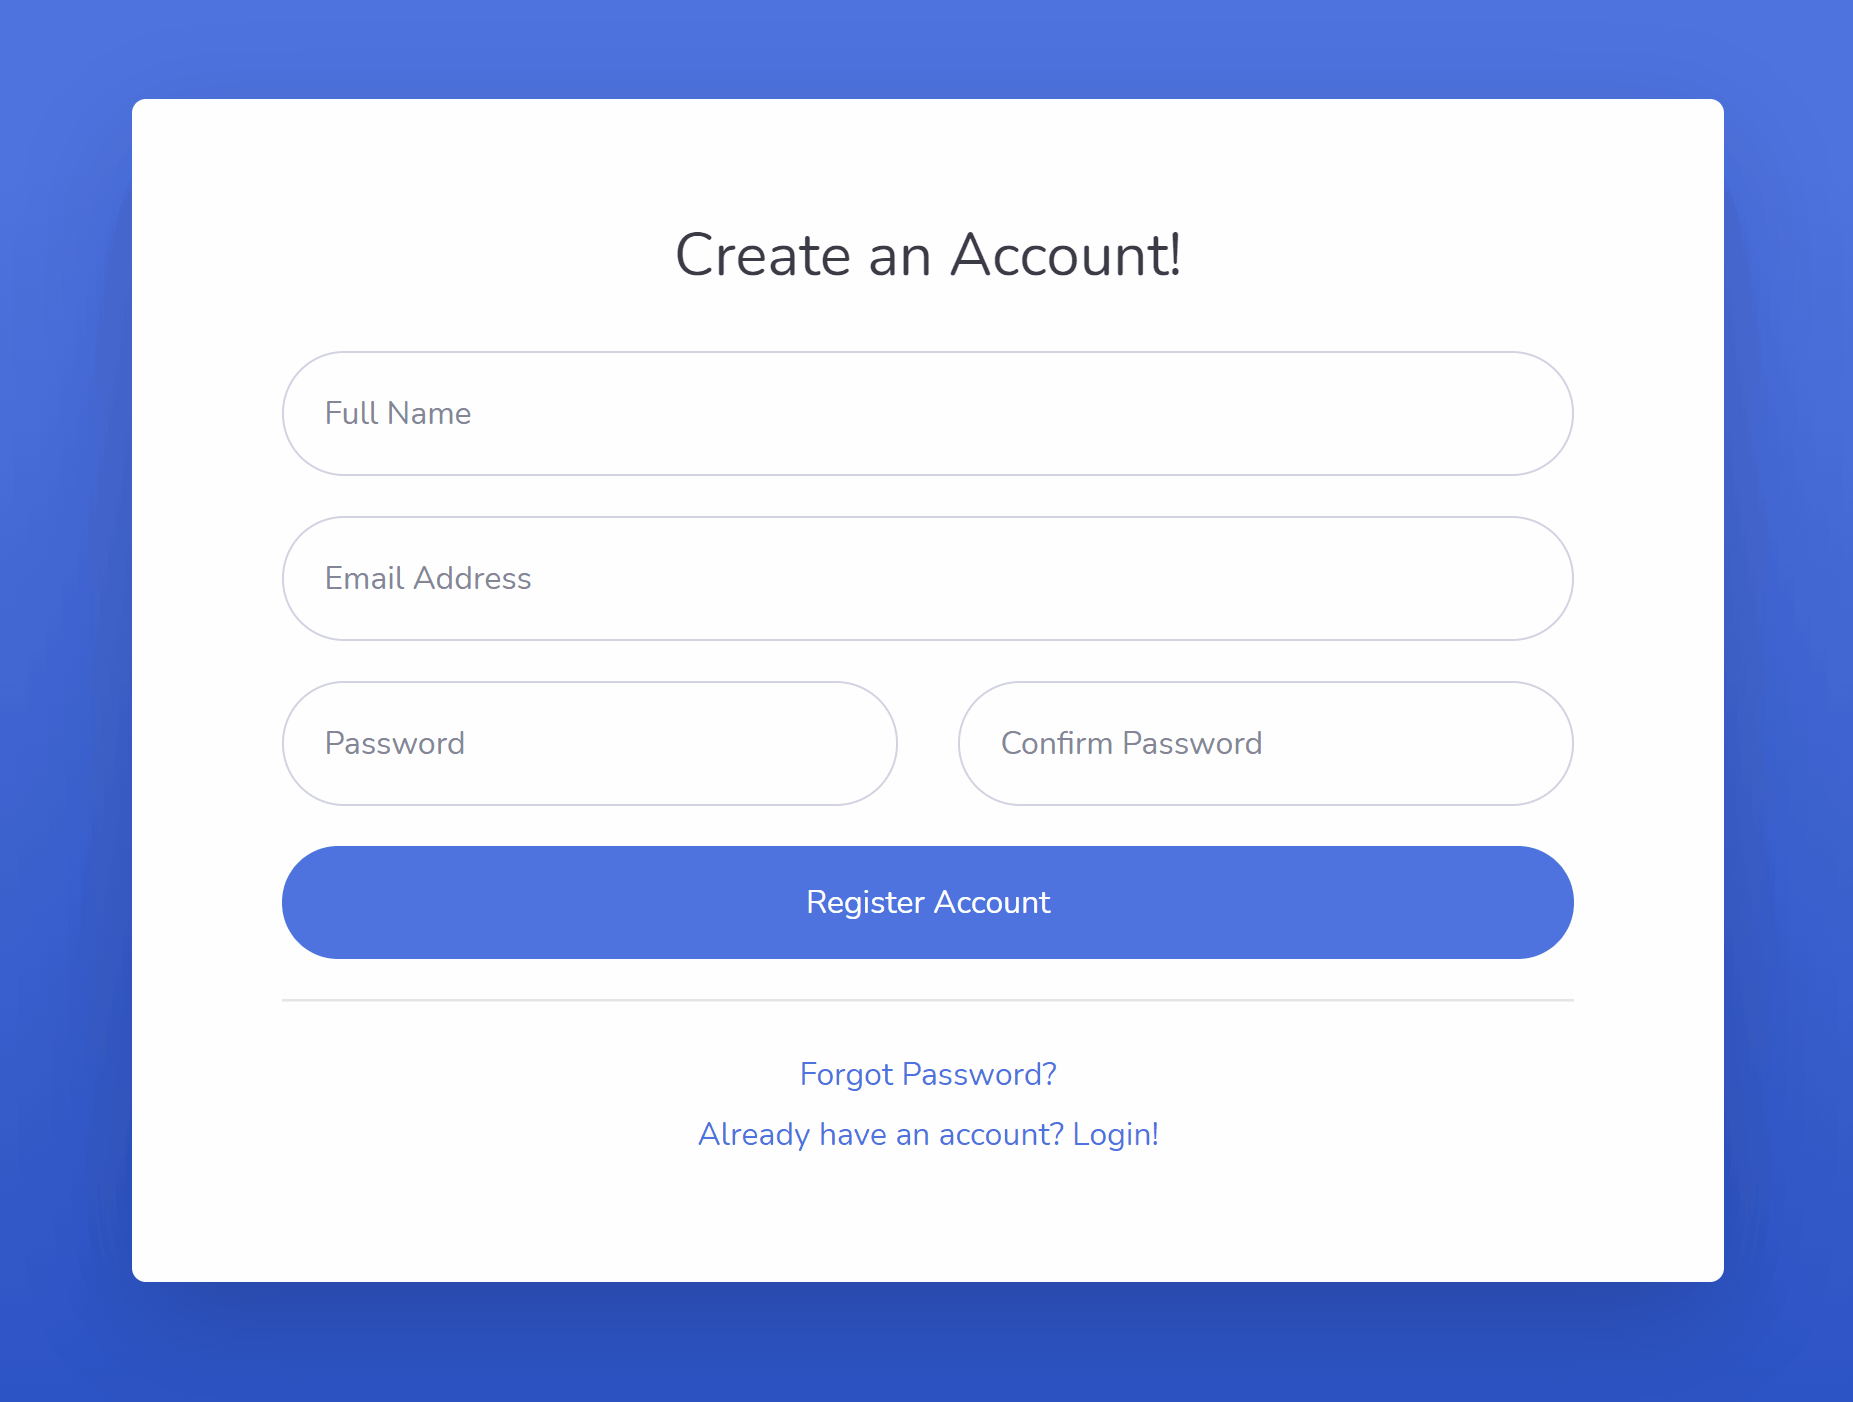 Create an Account!
Full Name
Email Address
Password
Confirm Password
Register Account
Forgot Password?
Already have an account? Login!